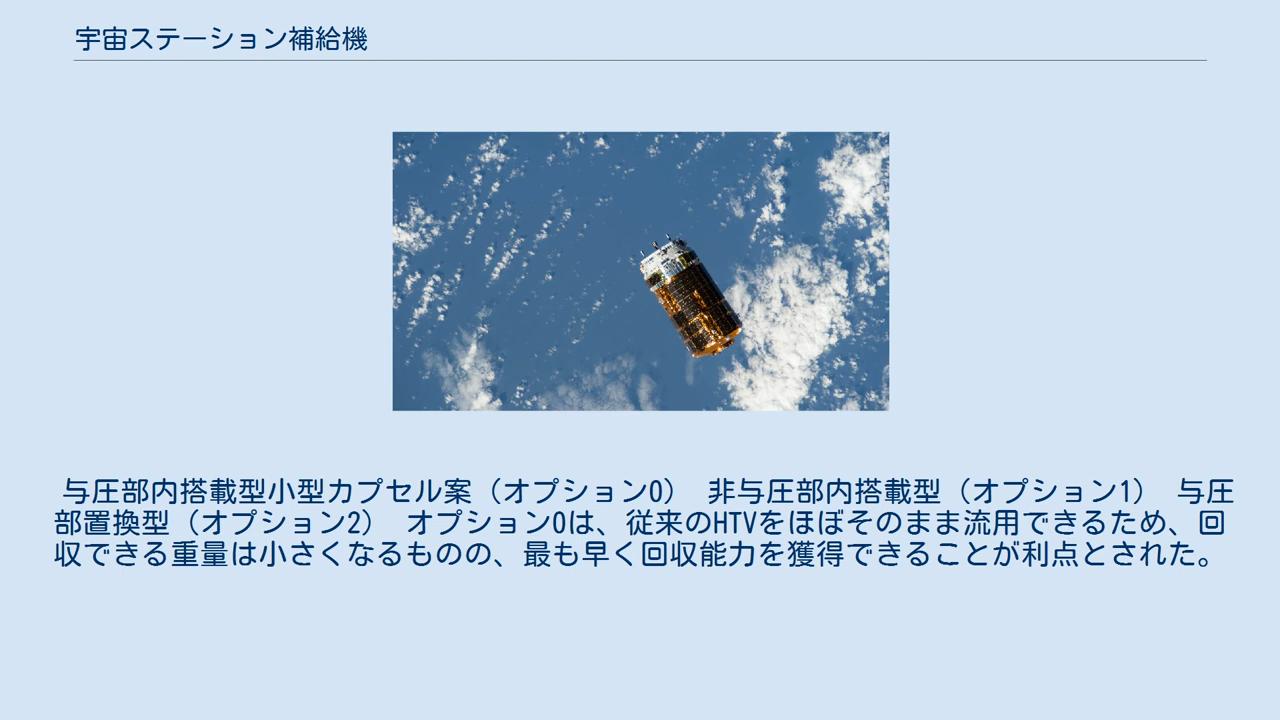 宇宙ステーション補給機
与圧部内搭載型小型カプセル案（オプション0）　非与圧部内搭載型（オプション1）　与圧
部置換型（オプション2）　オプション0は、従来のHTVをほぼそのまま流用できるため、回
収できる重量は小さくなるものの、最も早く回収能力を獲得できることが利点とされた。